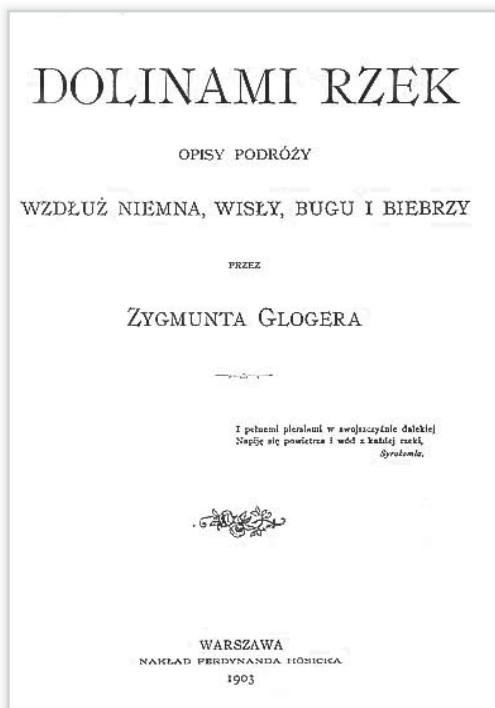 DOLINAMI RZEK
OPISY PODRÓŻY
WZDŁUŻ NIEMNA, WISŁY, BUGU I BIEBRZY
PRZEZ
ZYGMUNTA GLOGERA
I pełnemi piersiami w swojszczyźnie dalekiej
Napiję się powietrza i wód z każdej rzeki,
Syrokomla.
WARSZAWA
NAKŁAD FERDYNANDA HÖSICKA
1903